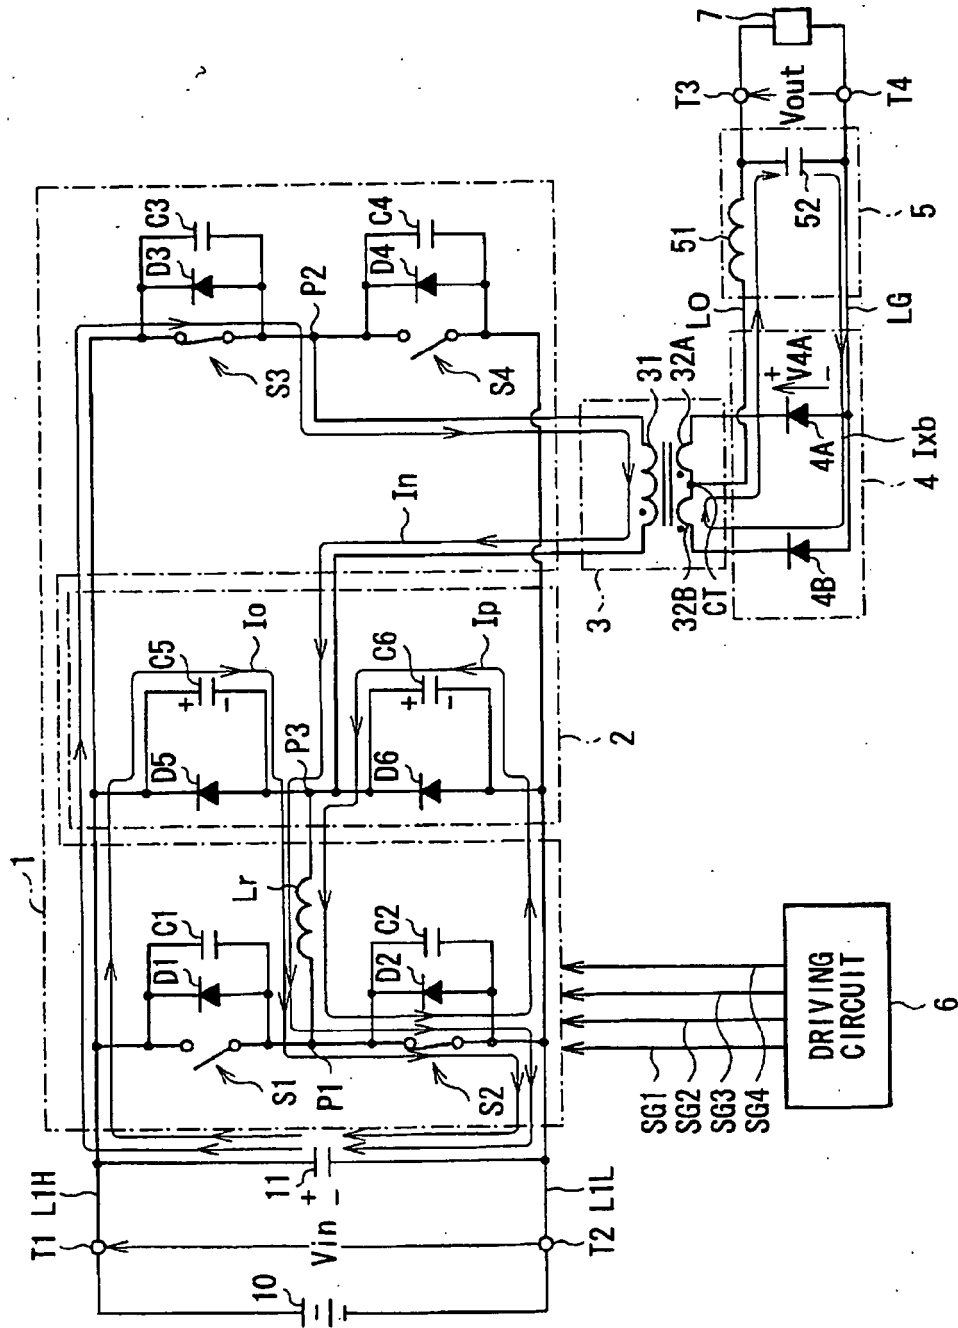 1
T1 L1H
10
Vin
+
11
-
T2 L1L
S1
D1
C1
P1
Lr
S2
D2
C2
D5
+
C5
-
Io
P3
D6
+
C6
-
Ip
2
In
S3
D3
C3
P2
S4
D4
C4
3
31
32A
32B
CT
4A
4B
+
V4A
-
4 Ixb
LO
LG
51
52
5
T3
Vout
T4
7
SG1
SG2
SG3
SG4
DRIVING
CIRCUIT
6